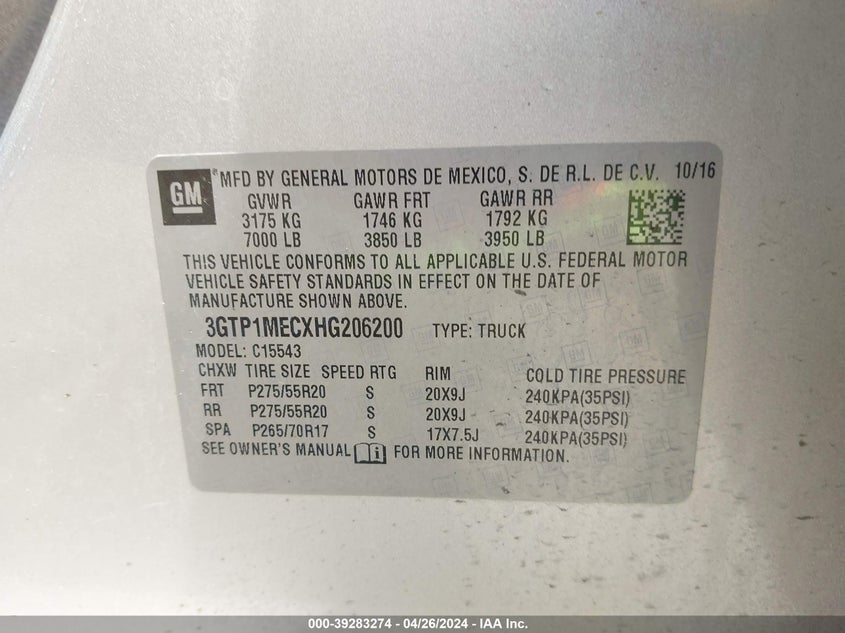 GM ® MFD BY GENERAL MOTORS DE MEXICO, S. DE R.L. DE C.V. 10/16
GVWR GAWR FRT GAWR RR
3175 KG 1746 KG 1792 KG
7000 LB 3850 LB 3950 LB
THIS VEHICLE CONFORMS TO ALL APPLICABLE U.S. FEDERAL MOTOR
VEHICLE SAFETY STANDARDS IN EFFECT ON THE DATE OF
MANUFACTURE SHOWN ABOVE.
3GTP1MECXHG206200 TYPE: TRUCK
MODEL: C15543
CHXW TIRE SIZE SPEED RTG RIM COLD TIRE PRESSURE
FRT P275/55R20 S 20X9J 240KPA(35PSI)
RR P275/55R20 S 20X9J 240KPA(35PSI)
SPA P265/70R17 S 17X7.5J 240KPA(35PSI)
SEE OWNER'S MANUAL i FOR MORE INFORMATION.
000-39283274 - 04/26/2024 - IAA Inc.